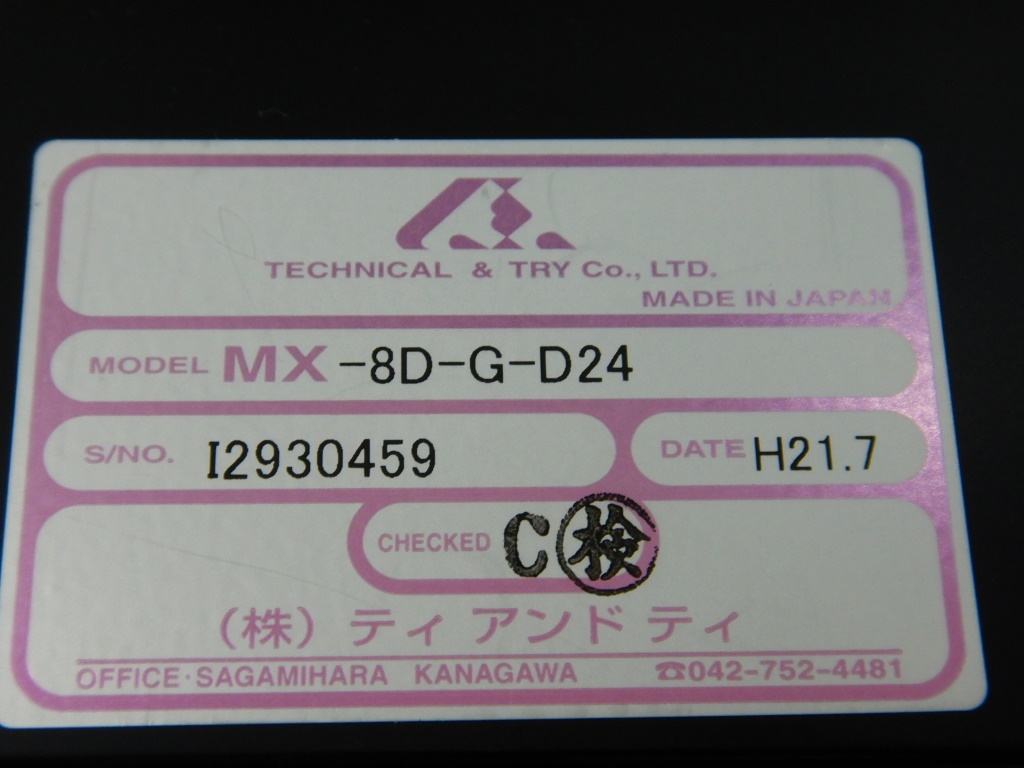 TECHNICAL & TRY Co., LTD.
MADE IN JAPAN
MODEL MX -8D-G-D24
S/NO. I2930459 DATE H21.7
CHECKED C 検
（株）ティ アンド ティ
OFFICE・SAGAMIHARA KANAGAWA ☎042-752-4481